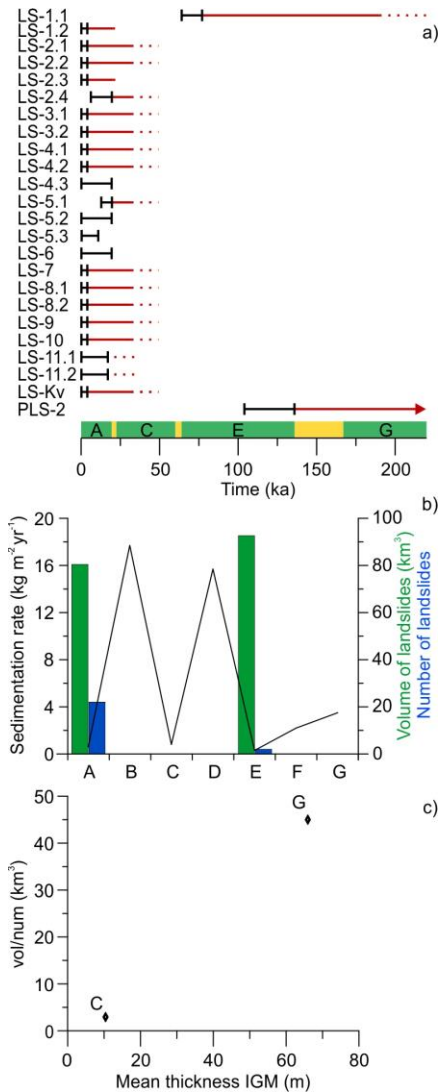 LS-1.1
a)
LS-1.2
LS-2.1
LS-2.2
LS-2.3
LS-2.4
LS-3.1
LS-3.2
LS-4.1
LS-4.2
LS-4.3
LS-5.1
LS-5.2
LS-5.3
LS-6
LS-7
LS-8.1
LS-8.2
LS-9
LS-10
LS-11.1
LS-11.2
LS-Kv
PLS-2
A C E G
0 50 100 150 200
Time (ka)
b)
20 100
16 80
12 60
8 40
4 20
0 0
Sedimentation rate (kg m-2 yr-1)
Volume of landslides (km3)
Number of landslides
A B C D E F G
c)
50
40
30
20
10
0
vol/num (km3)
G
C
0 20 40 60 80
Mean thickness IGM (m)